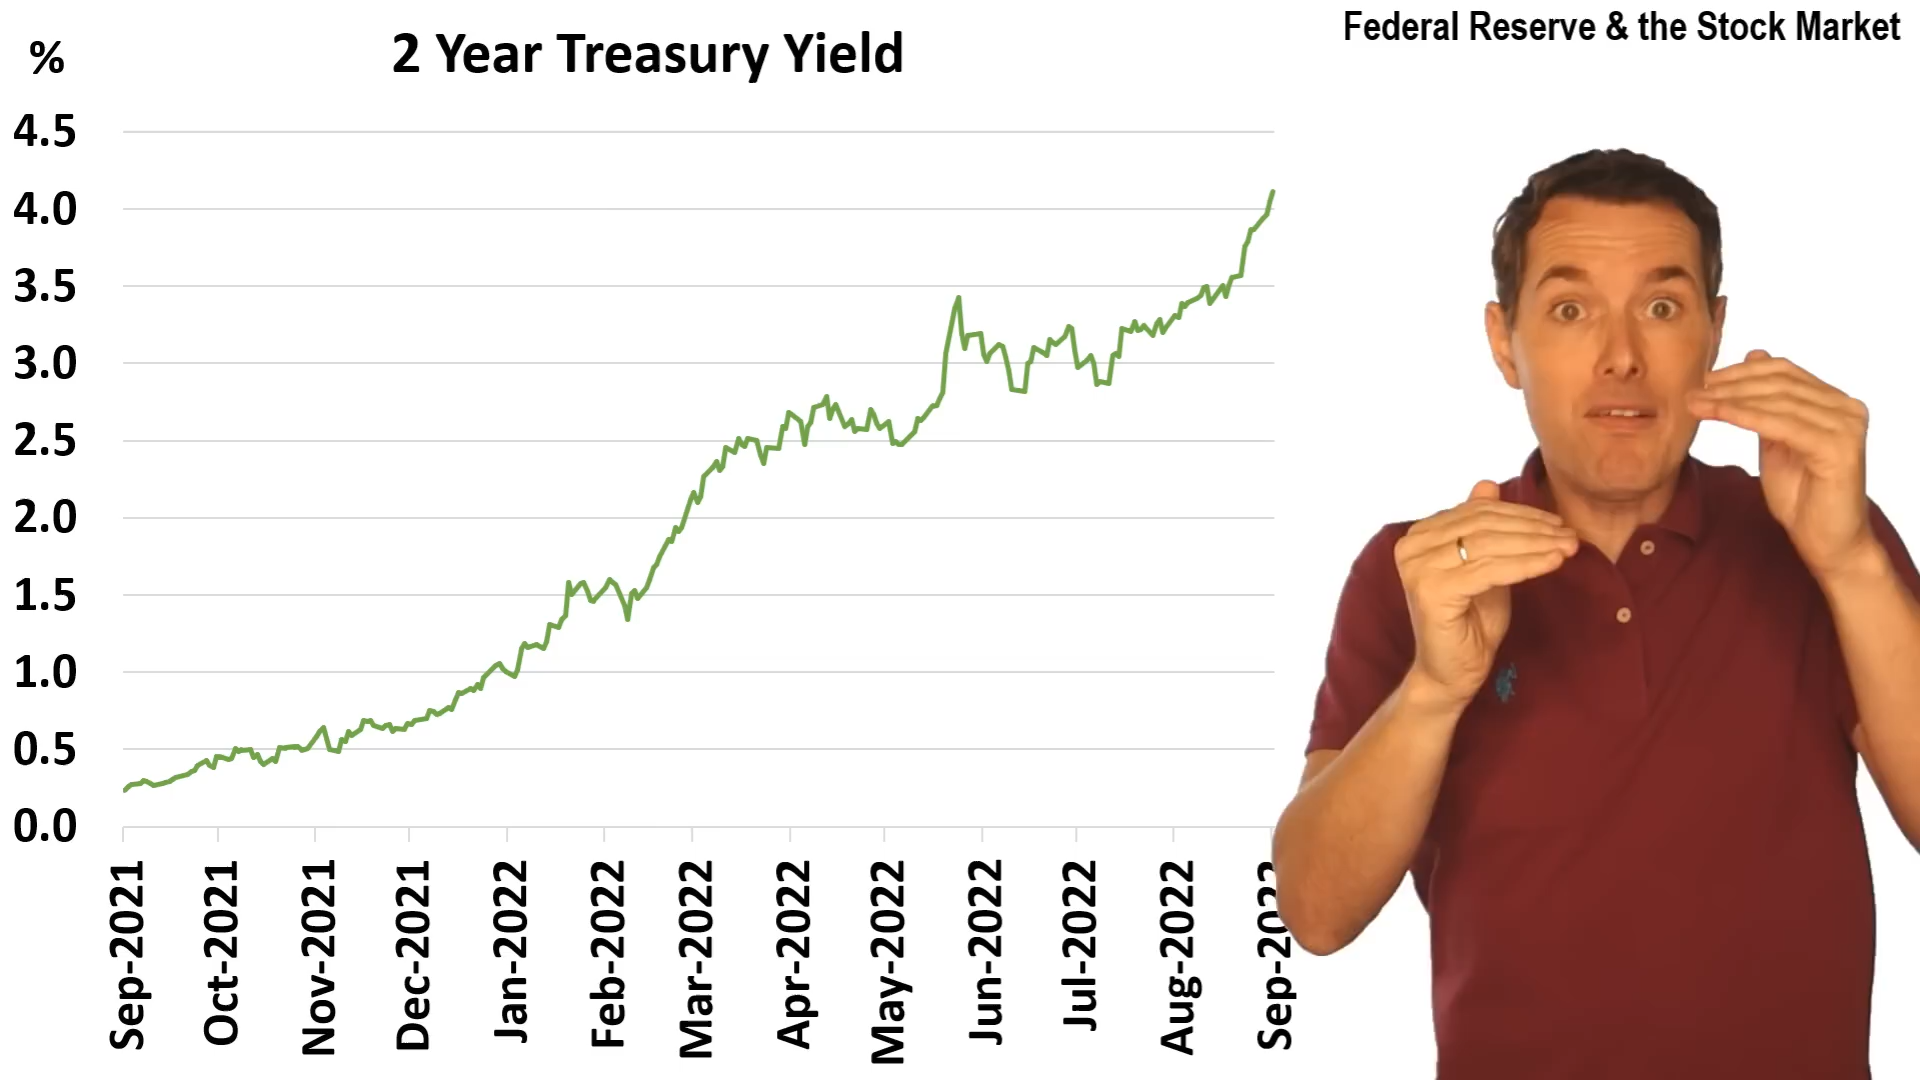 Federal Reserve & the Stock Market
%
2 Year Treasury Yield
4.5
4.0
3.5
3.0
2.5
2.0
1.5
1.0
0.5
0.0
Sep-2021
Oct-2021
Nov-2021
Dec-2021
Jan-2022
Feb-2022
Mar-2022
Apr-2022
May-2022
Jun-2022
Jul-2022
Aug-2022
Sep-2022